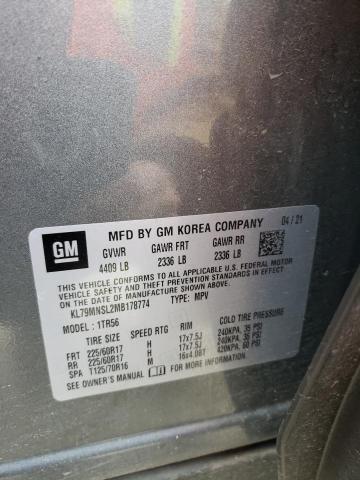 GM
MFD BY GM KOREA COMPANY 04/21
GVWR GAWR FRT GAWR RR
4409 LB 2336 LB 2336 LB
THIS VEHICLE CONFORMS TO ALL APPLICABLE U.S. FEDERAL MOTOR
VEHICLE SAFETY, BUMPER, AND THEFT PREVENTION STANDARDS IN
EFFECT ON THE DATE OF MANUFACTURE SHOWN ABOVE.
KL79MNSL2MB178774 TYPE: MPV
MODEL : 1TR56
TIRE SIZE SPEED RTG RIM COLD TIRE PRESSURE
FRT 225/60R17 H 17x7.5J 240KPA, 35 PSI
RR 225/60R17 H 17x7.5J 240KPA, 35 PSI
SPA T125/70R16 M 16x4.0BT 420KPA, 60 PSI
SEE OWNER'S MANUAL FOR ADDITIONAL INFORMATION